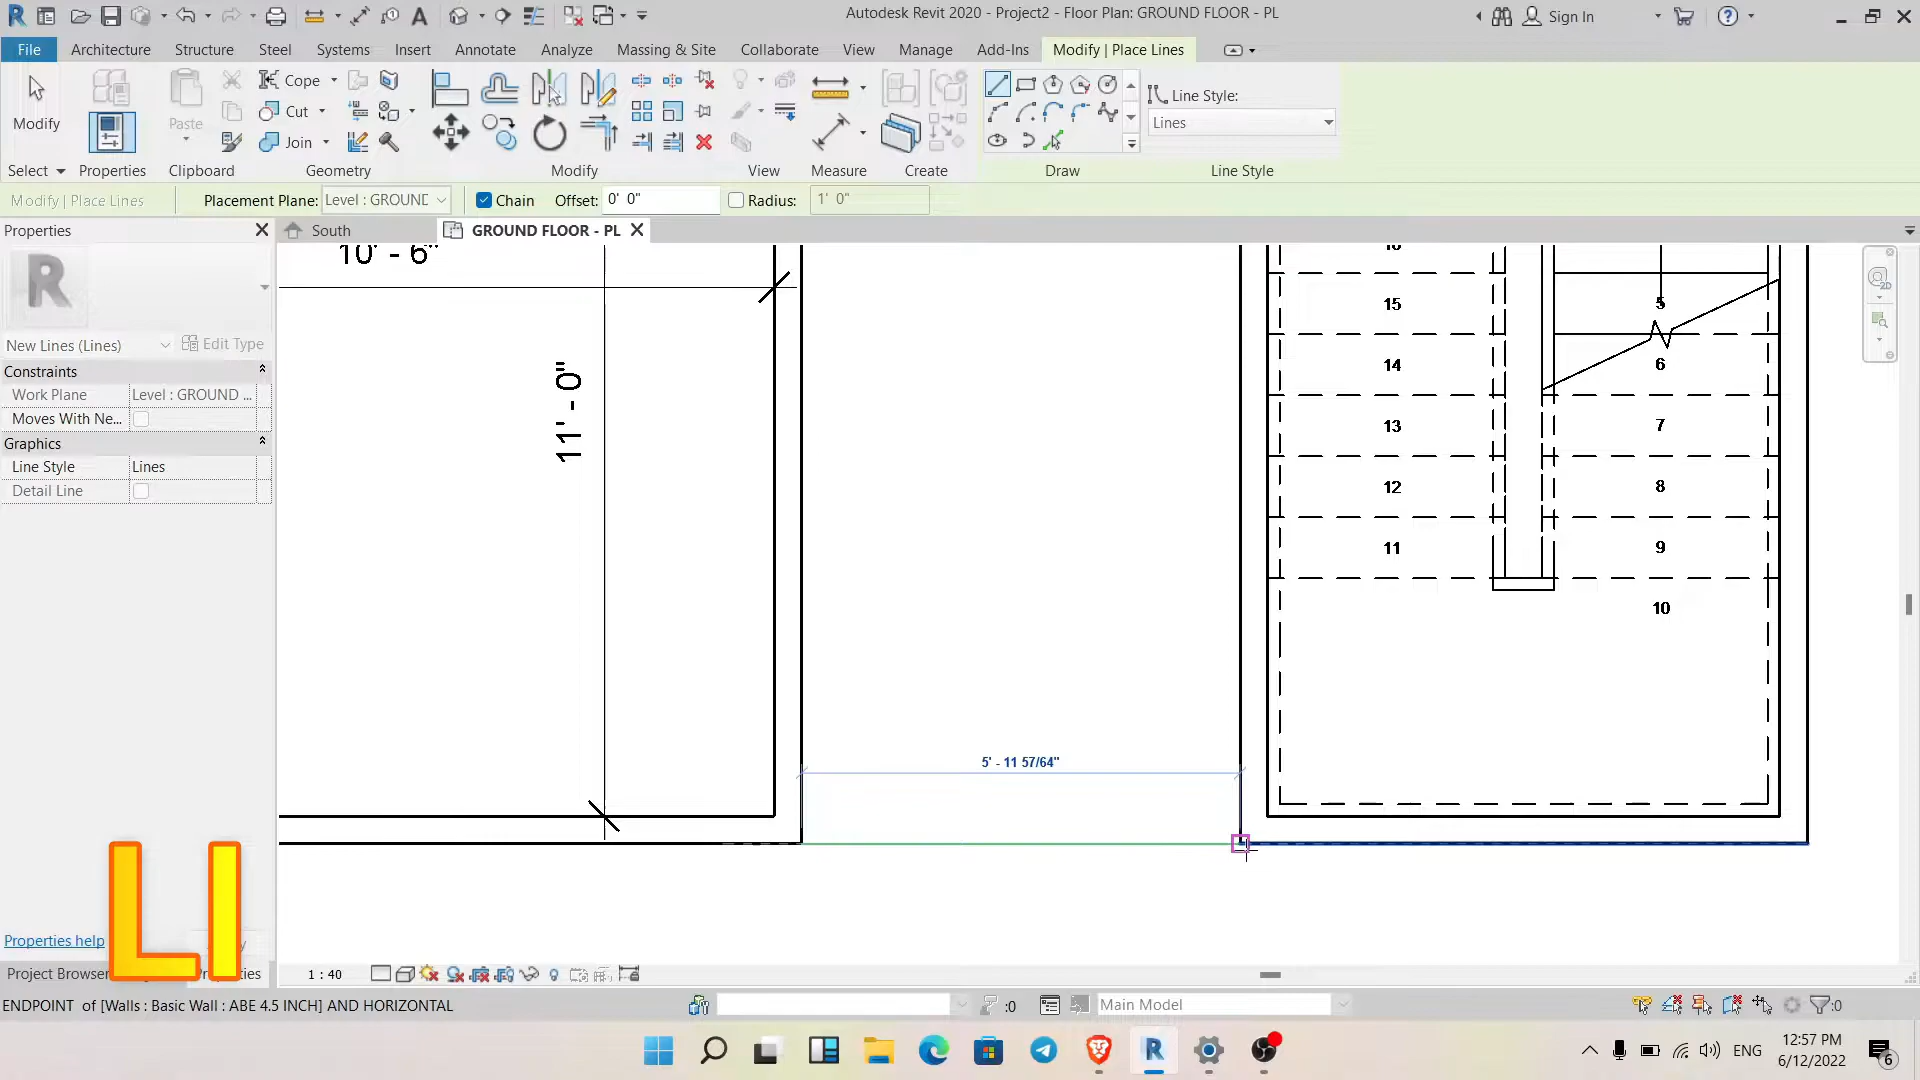 Autodesk Revit 2020 - Project2 - Floor Plan: GROUND FLOOR - PL
Sign In
File
Architecture
Structure
Steel
Systems
Insert
Annotate
Analyze
Massing & Site
Collaborate
View
Manage
Add-Ins
Modify | Place Lines
Modify
Paste
Cope
Cut
Join
Line Style:
Lines
Select
Properties
Clipboard
Geometry
Modify
View
Measure
Create
Draw
Line Style
Modify | Place Lines
Placement Plane:
Level : GROUND
Chain
Offset:
0' 0"
Radius:
1' 0"
Properties
South
GROUND FLOOR - PL
R
New Lines (Lines)
Edit Type
Constraints
Work Plane
Level : GROUND ...
Moves With Ne...
Graphics
Line Style
Lines
Detail Line
10' - 6"
11' - 0"
5' - 11 57/64"
16
15
14
13
12
11
5
6
7
8
9
10
2D
LI
Properties help
Project Browser
1 : 40
ENDPOINT of [Walls : Basic Wall : ABE 4.5 INCH] AND HORIZONTAL
:0
Main Model
:0
ENG
12:57 PM
6/12/2022
6